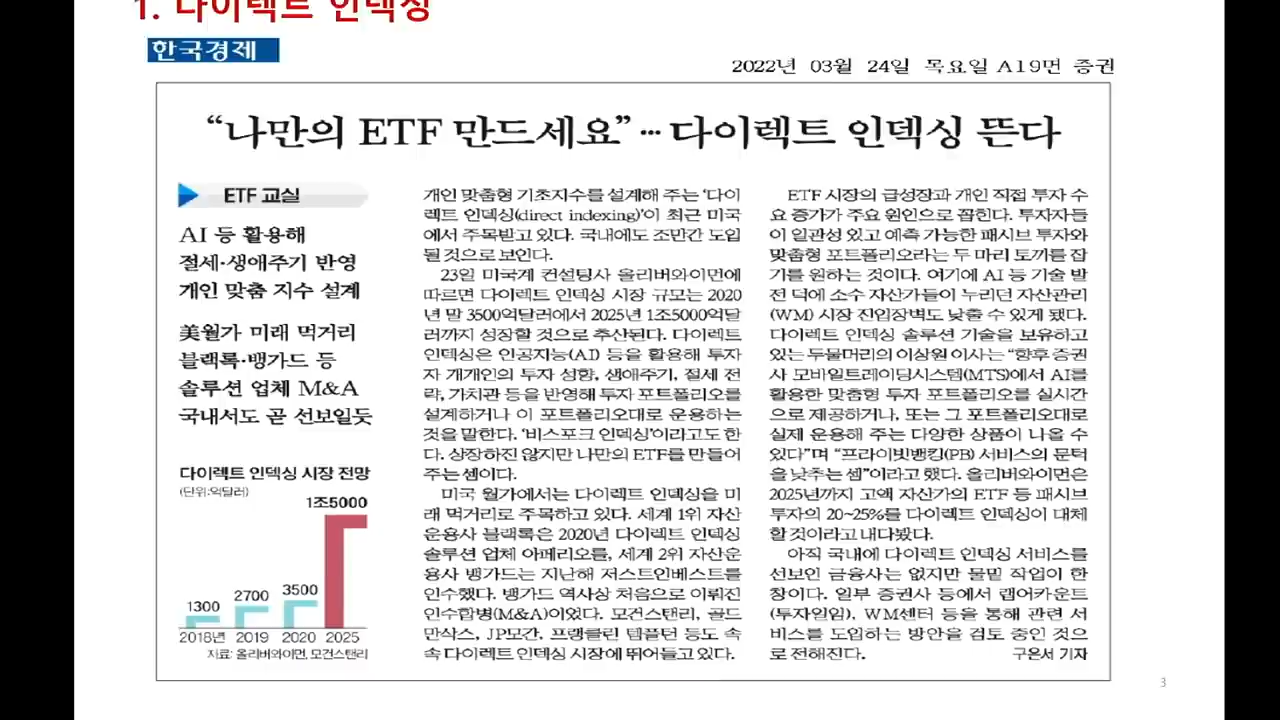 1. 다이렉트 인덱싱
한국경제
2022년 03월 24일 목요일 A19면 증권
“나만의 ETF 만드세요”…다이렉트 인덱싱 뜬다
ETF 교실
AI 등 활용해
절세·생애주기 반영
개인 맞춤 지수 설계
美월가 미래 먹거리
블랙록·뱅가드 등
솔루션 업체 M&A
국내서도 곧 선보일듯
다이렉트 인덱싱 시장 전망
(단위:억달러)
1조5000
3500
2700
1300
2018년 2019 2020 2025
자료: 올리버와이먼, 모건스탠리
개인 맞춤형 기초지수를 설계해 주는 ‘다이
렉트 인덱싱(direct indexing)’이 최근 미국
에서 주목받고 있다. 국내에도 조만간 도입
될 것으로 보인다.
23일 미국계 컨설팅사 올리버와이먼에
따르면 다이렉트 인덱싱 시장 규모는 2020
년 말 3500억달러에서 2025년 1조5000억달
러까지 성장할 것으로 추산된다. 다이렉트
인덱싱은 인공지능(AI) 등을 활용해 투자
자 개개인의 투자 성향, 생애주기, 절세 전
략, 가치관 등을 반영해 투자 포트폴리오를
설계하거나 이 포트폴리오대로 운용하는
것을 말한다. ‘비스포크 인덱싱’이라고도 한
다. 상장하진 않지만 나만의 ETF를 만들어
주는 셈이다.
미국 월가에서는 다이렉트 인덱싱을 미
래 먹거리로 주목하고 있다. 세계 1위 자산
운용사 블랙록은 2020년 다이렉트 인덱싱
솔루션 업체 아페리오를, 세계 2위 자산운
용사 뱅가드는 지난해 저스트인베스트를
인수했다. 뱅가드 역사상 처음으로 이뤄진
인수합병(M&A)이었다. 모건스탠리, 골드
만삭스, JP모간, 프랭클린 템플턴 등도 속
속 다이렉트 인덱싱 시장에 뛰어들고 있다.
ETF 시장의 급성장과 개인 직접 투자 수
요 증가가 주요 원인으로 꼽힌다. 투자자들
이 일관성 있고 예측 가능한 패시브 투자와
맞춤형 포트폴리오라는 두 마리 토끼를 잡
기를 원하는 것이다. 여기에 AI 등 기술 발
전 덕에 소수 자산가들이 누리던 자산관리
(WM) 시장 진입장벽도 낮출 수 있게 됐다.
다이렉트 인덱싱 솔루션 기술을 보유하고
있는 두물머리의 이상원 이사는 “향후 증권
사 모바일트레이딩시스템(MTS)에서 AI를
활용한 맞춤형 투자 포트폴리오를 실시간
으로 제공하거나, 또는 그 포트폴리오대로
실제 운용해 주는 다양한 상품이 나올 수
있다”며 “프라이빗뱅킹(PB) 서비스의 문턱
을 낮추는 셈”이라고 했다. 올리버와이먼은
2025년까지 고액 자산가의 ETF 등 패시브
투자의 20~25%를 다이렉트 인덱싱이 대체
할 것이라고 내다봤다.
아직 국내에 다이렉트 인덱싱 서비스를
선보인 금융사는 없지만 물밑 작업이 한
창이다. 일부 증권사 등에서 랩어카운트
(투자일임), WM센터 등을 통해 관련 서
비스를 도입하는 방안을 검토 중인 것으
로 전해진다. 구은서 기자
3